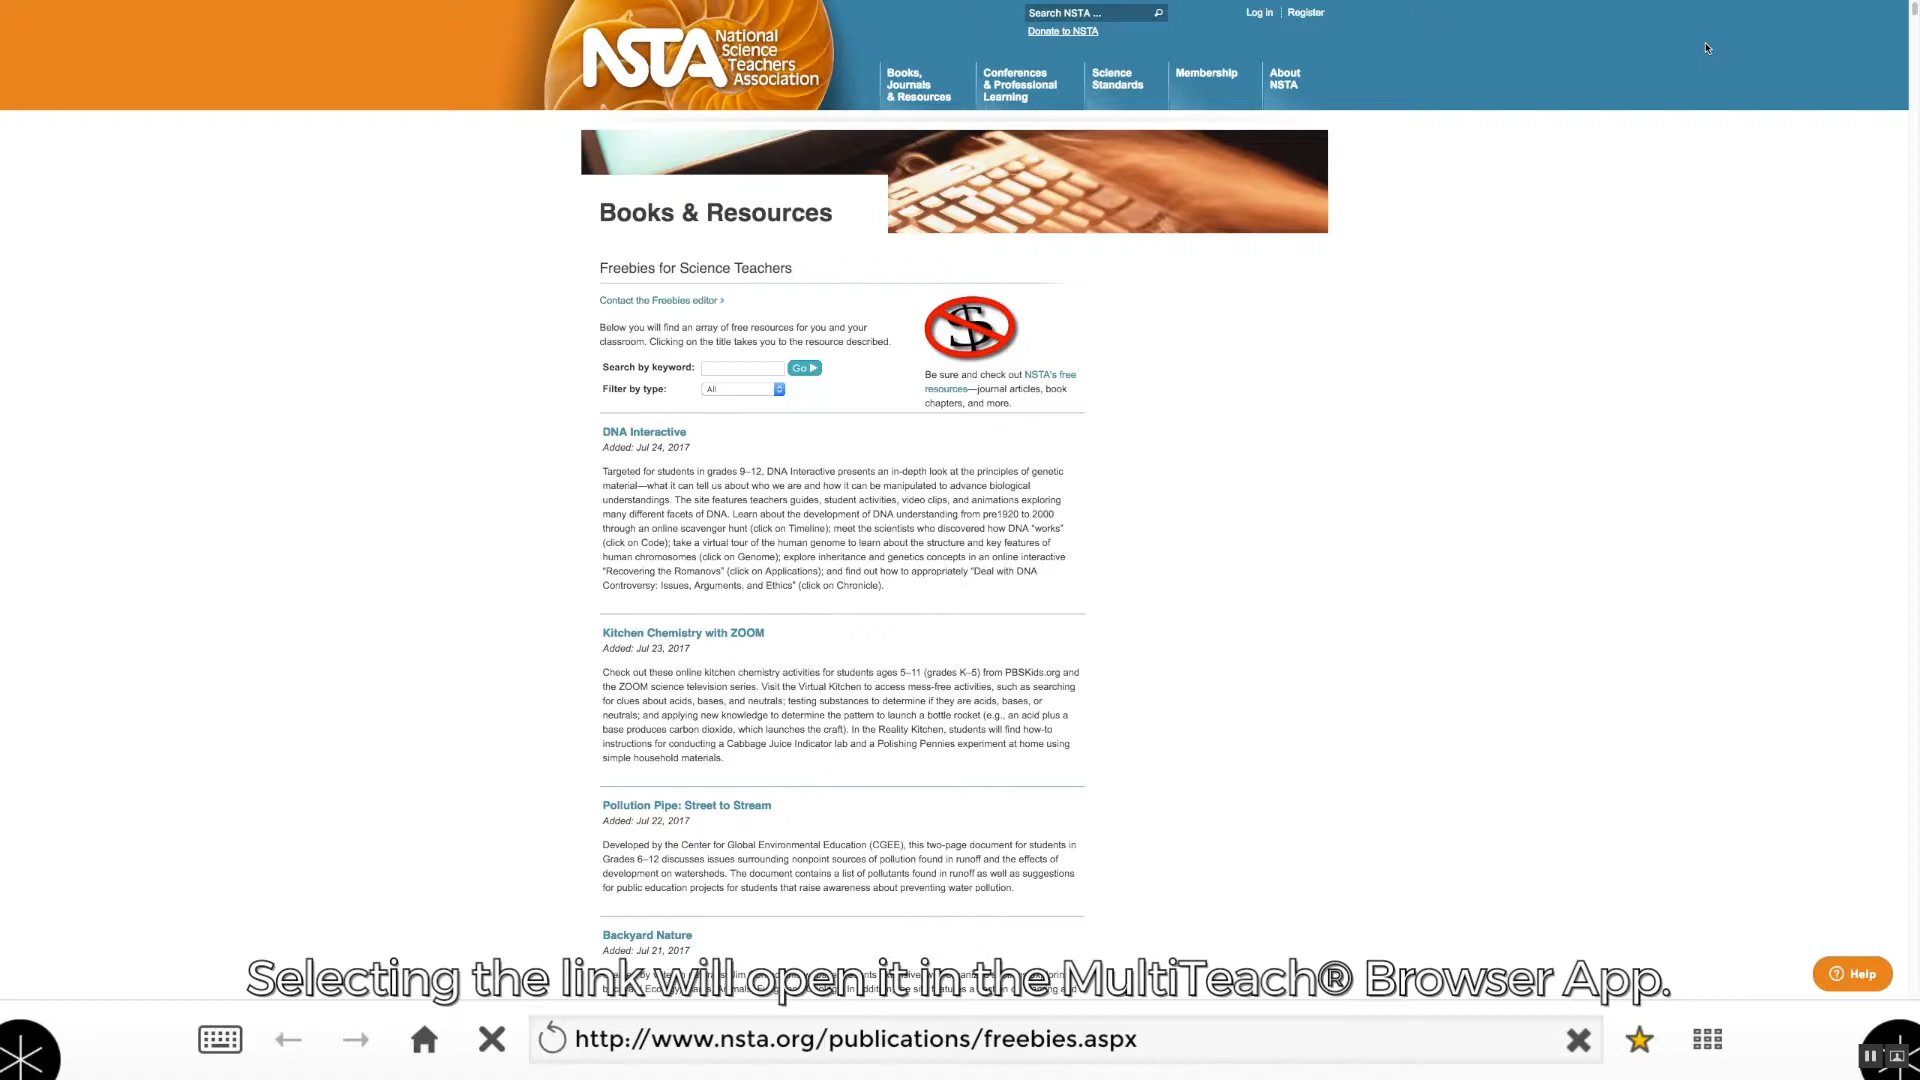 NSTA National
Science
Teachers
Association
Search NSTA ...
Donate to NSTA
Log in
Register
Books,
Journals
& Resources
Conferences
& Professional
Learning
Science
Standards
Membership
About
NSTA
Books & Resources
Freebies for Science Teachers
Contact the Freebies editor ›
Below you will find an array of free resources for you and your
classroom. Clicking on the title takes you to the resource described.
Search by keyword:
Go
Filter by type:
All
$
Be sure and check out NSTA's free
resources—journal articles, book
chapters, and more.
DNA Interactive
Added: Jul 24, 2017
Targeted for students in grades 9–12, DNA Interactive presents an in-depth look at the principles of genetic
material—what it can tell us about who we are and how it can be manipulated to advance biological
understandings. The site features teachers guides, student activities, video clips, and animations exploring
many different facets of DNA. Learn about the development of DNA understanding from pre1920 to 2000
through an online scavenger hunt (click on Timeline); meet the scientists who discovered how DNA "works"
(click on Code); take a virtual tour of the human genome to learn about the structure and key features of
human chromosomes (click on Genome); explore inheritance and genetics concepts in an online interactive
"Recovering the Romanovs" (click on Applications); and find out how to appropriately "Deal with DNA
Controversy: Issues, Arguments, and Ethics" (click on Chronicle).
Kitchen Chemistry with ZOOM
Added: Jul 23, 2017
Check out these online kitchen chemistry activities for students ages 5–11 (grades K–5) from PBSKids.org and
the ZOOM science television series. Visit the Virtual Kitchen to access mess-free activities, such as searching
for clues about acids, bases, and neutrals; testing substances to determine if they are acids, bases, or
neutrals; and applying new knowledge to determine the pattern to launch a bottle rocket (e.g., an acid plus a
base produces carbon dioxide, which launches the craft). In the Reality Kitchen, students will find how-to
instructions for conducting a Cabbage Juice Indicator lab and a Polishing Pennies experiment at home using
simple household materials.
Pollution Pipe: Street to Stream
Added: Jul 22, 2017
Developed by the Center for Global Environmental Education (CGEE), this two-page document for students in
Grades 6–12 discusses issues surrounding nonpoint sources of pollution found in runoff and the effects of
development on watersheds. The document contains a list of pollutants found in runoff as well as suggestions
for public education projects for students that raise awareness about preventing water pollution.
Backyard Nature
Added: Jul 21, 2017
Selecting the link will open it in the MultiTeach® Browser App.
Help
http://www.nsta.org/publications/freebies.aspx